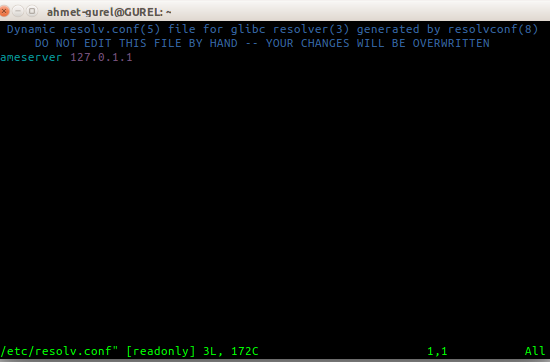 ahmet-gurel@GUREL: ~
Dynamic resolv.conf(5) file for glibc resolver(3) generated by resolvconf(8)
DO NOT EDIT THIS FILE BY HAND -- YOUR CHANGES WILL BE OVERWRITTEN
ameserver 127.0.1.1
/etc/resolv.conf" [readonly] 3L, 172C 1,1 All